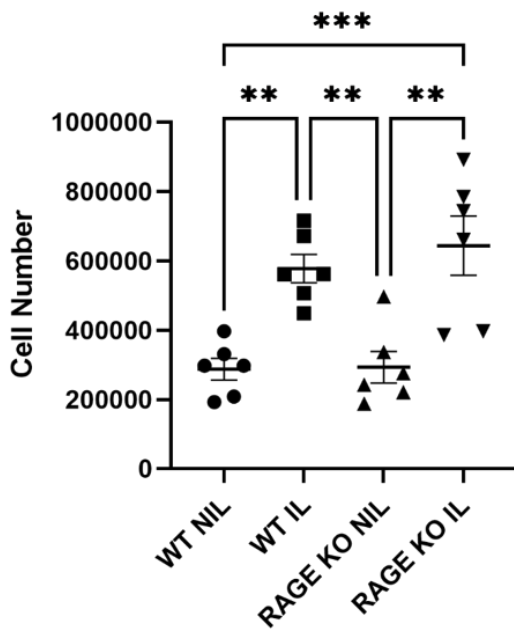 ***
** ** **
1000000
800000
600000
400000
200000
0
Cell Number
WT NIL
WT IL
RAGE KO NIL
RAGE KO IL